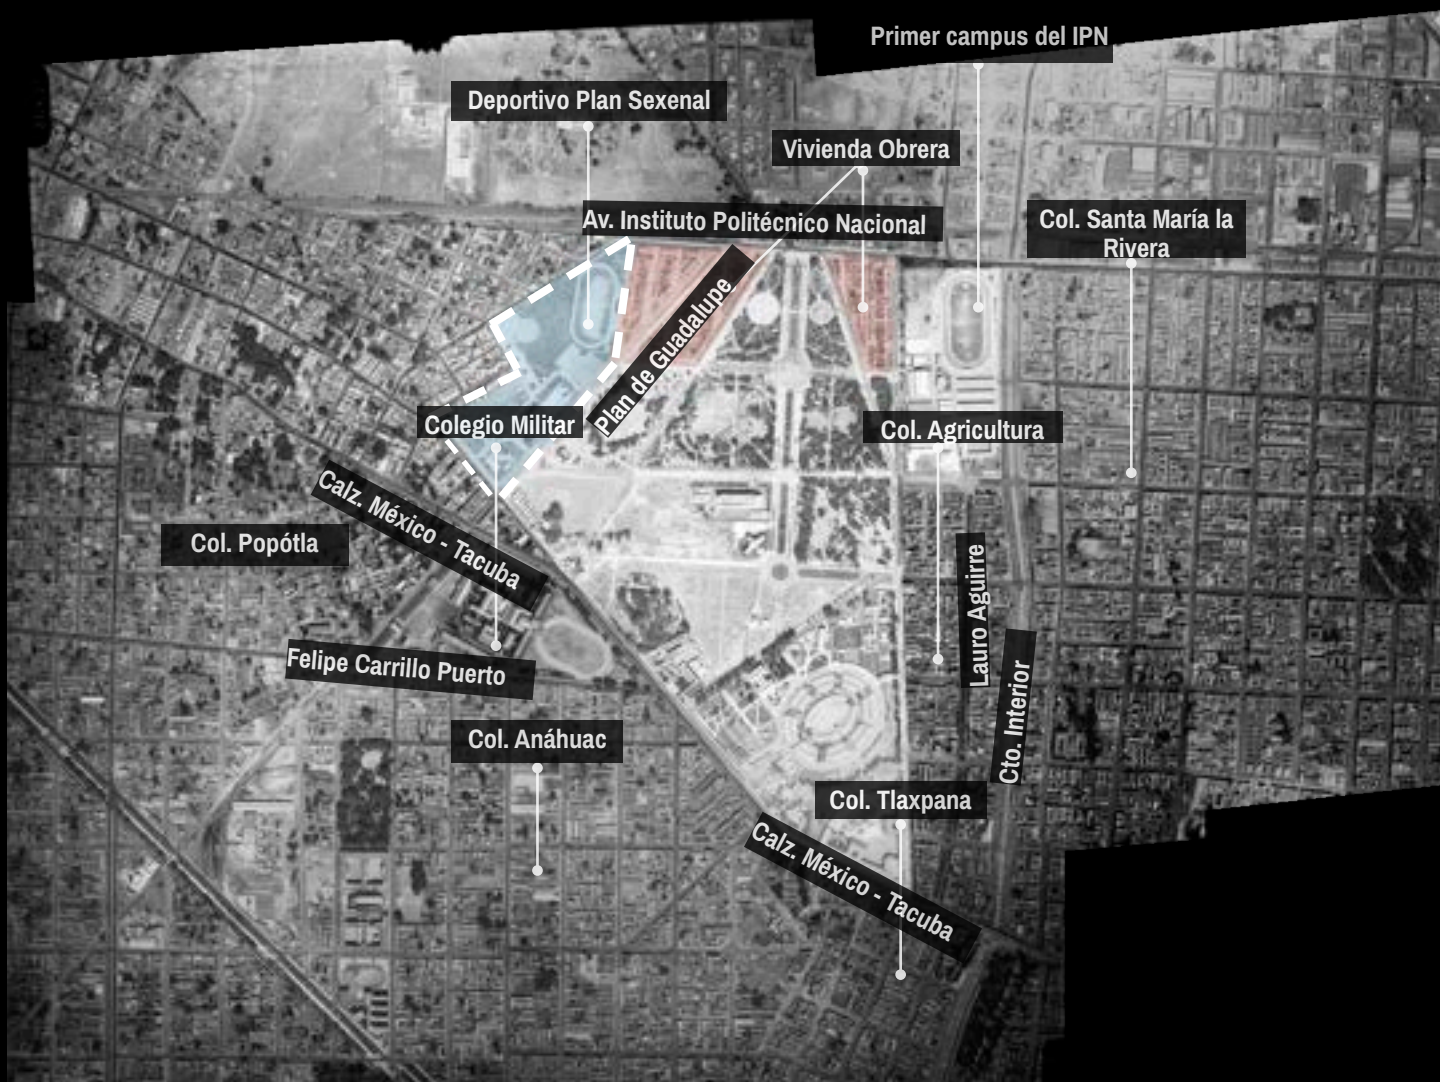 Primer campus del IPN
Deportivo Plan Sexenal
Vivienda Obrera
Av. Instituto Politécnico Nacional
Col. Santa María la
Rivera
Plan de Guadalupe
Colegio Militar
Col. Agricultura
Calz. México - Tacuba
Col. Popótla
Lauro Aguirre
Felipe Carrillo Puerto
Cto. Interior
Col. Anáhuac
Col. Tlaxpana
Calz. México - Tacuba